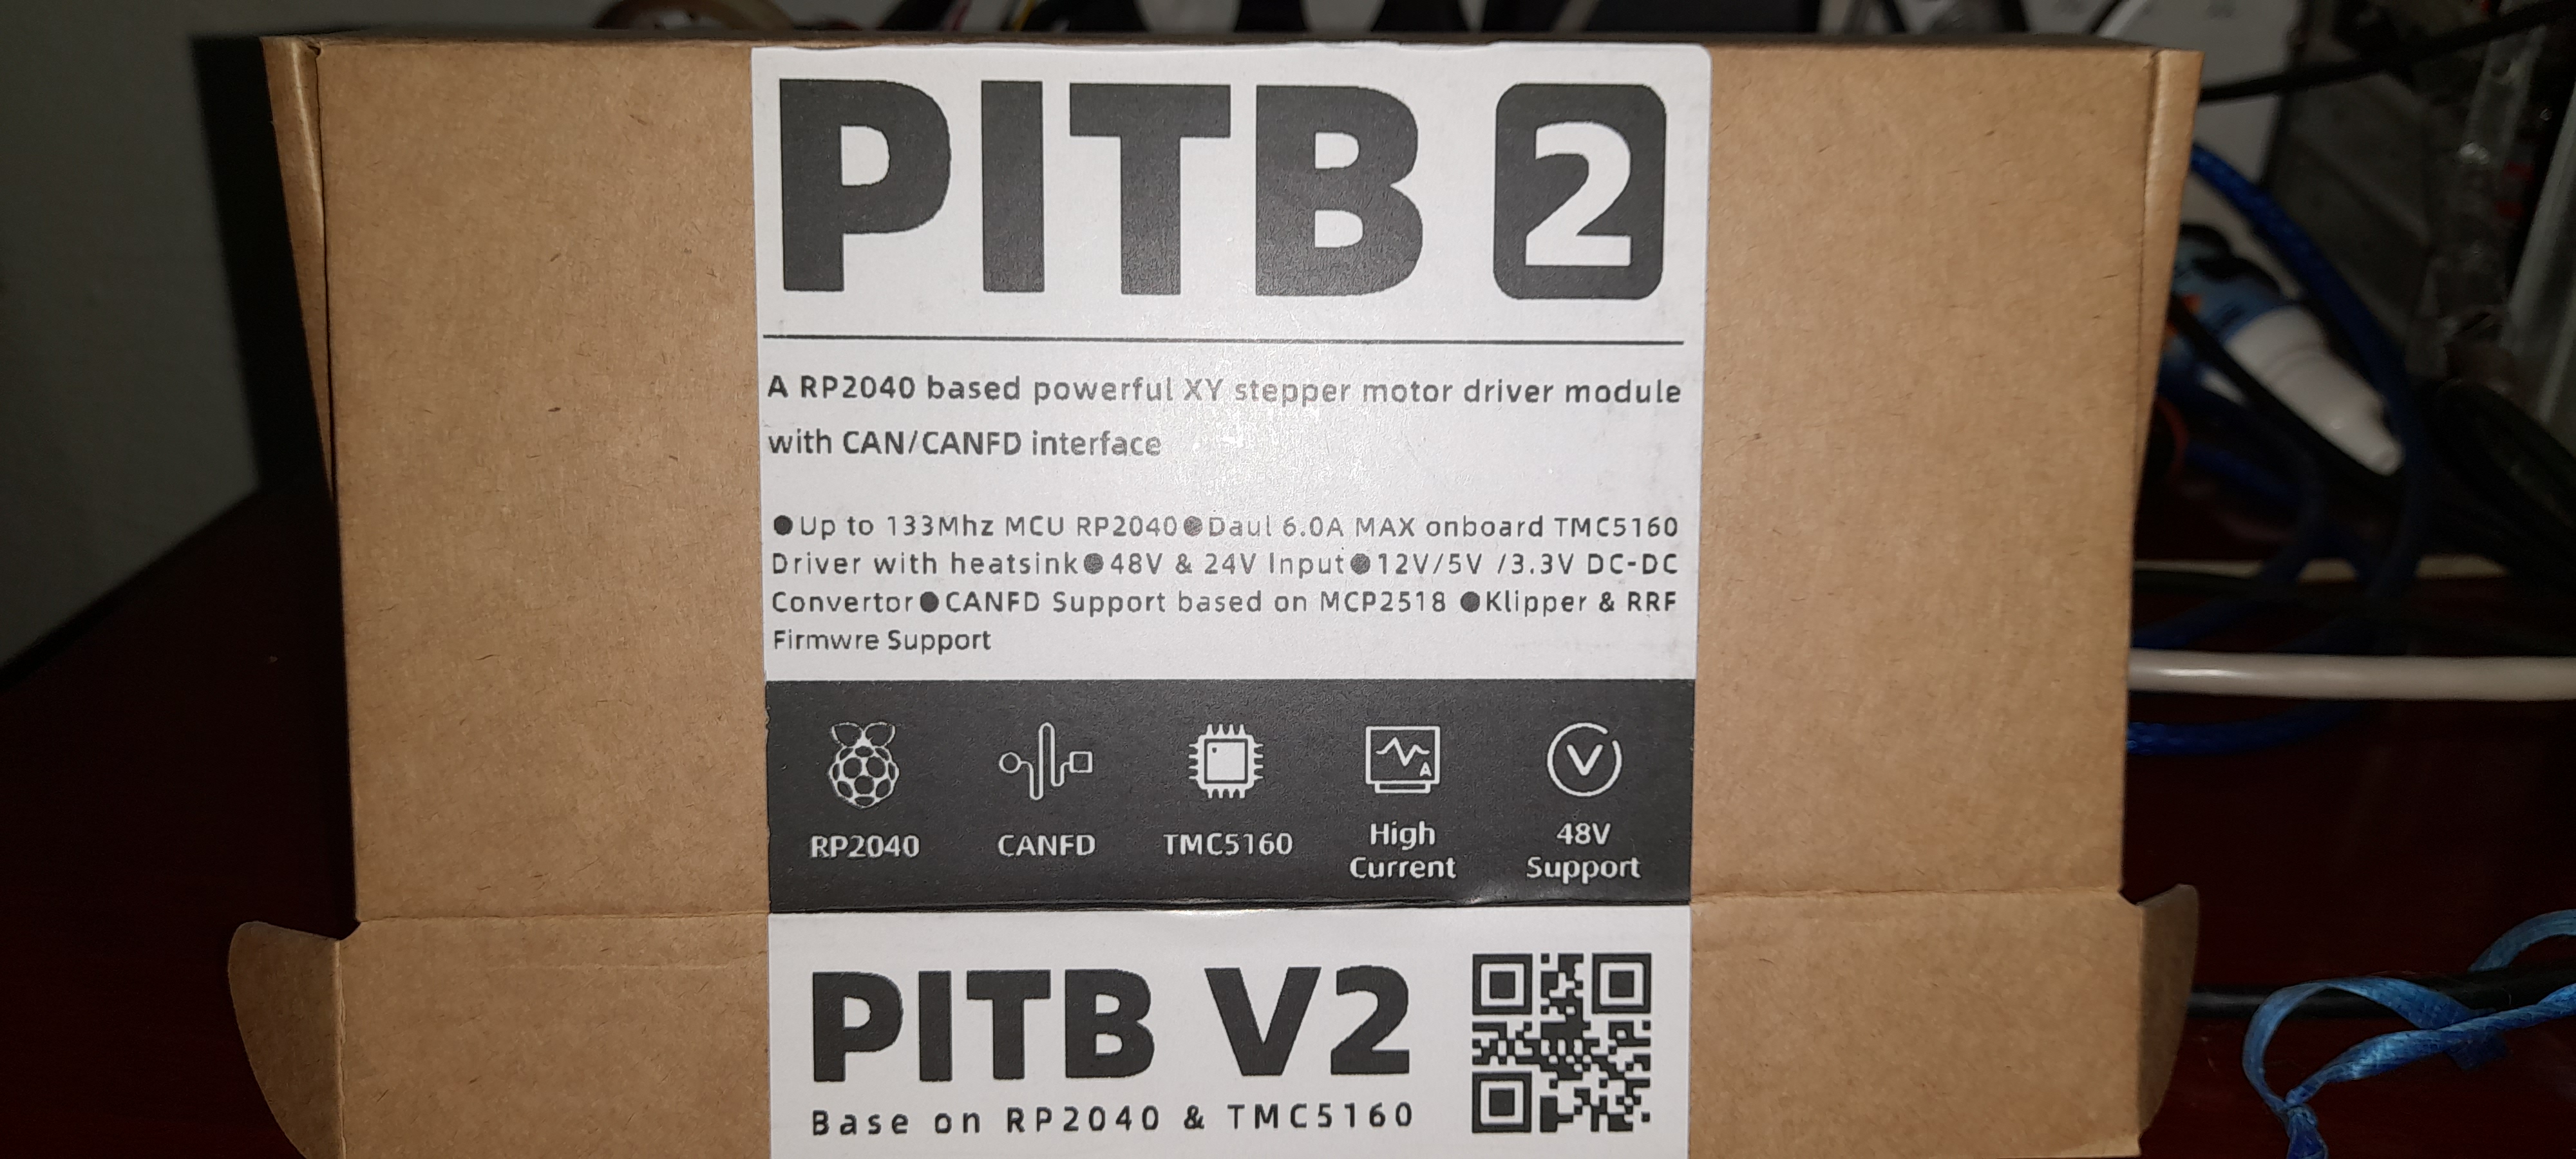 PITB 2
A RP2040 based powerful XY stepper motor driver module
with CAN/CANFD interface
●Up to 133Mhz MCU RP2040●Daul 6.0A MAX onboard TMC5160
Driver with heatsink●48V & 24V Input●12V/5V /3.3V DC-DC
Convertor●CANFD Support based on MCP2518 ●Klipper & RRF
Firmwre Support
RP2040
CANFD
TMC5160
High
Current
48V
Support
PITB V2
Base on RP2040 & TMC5160